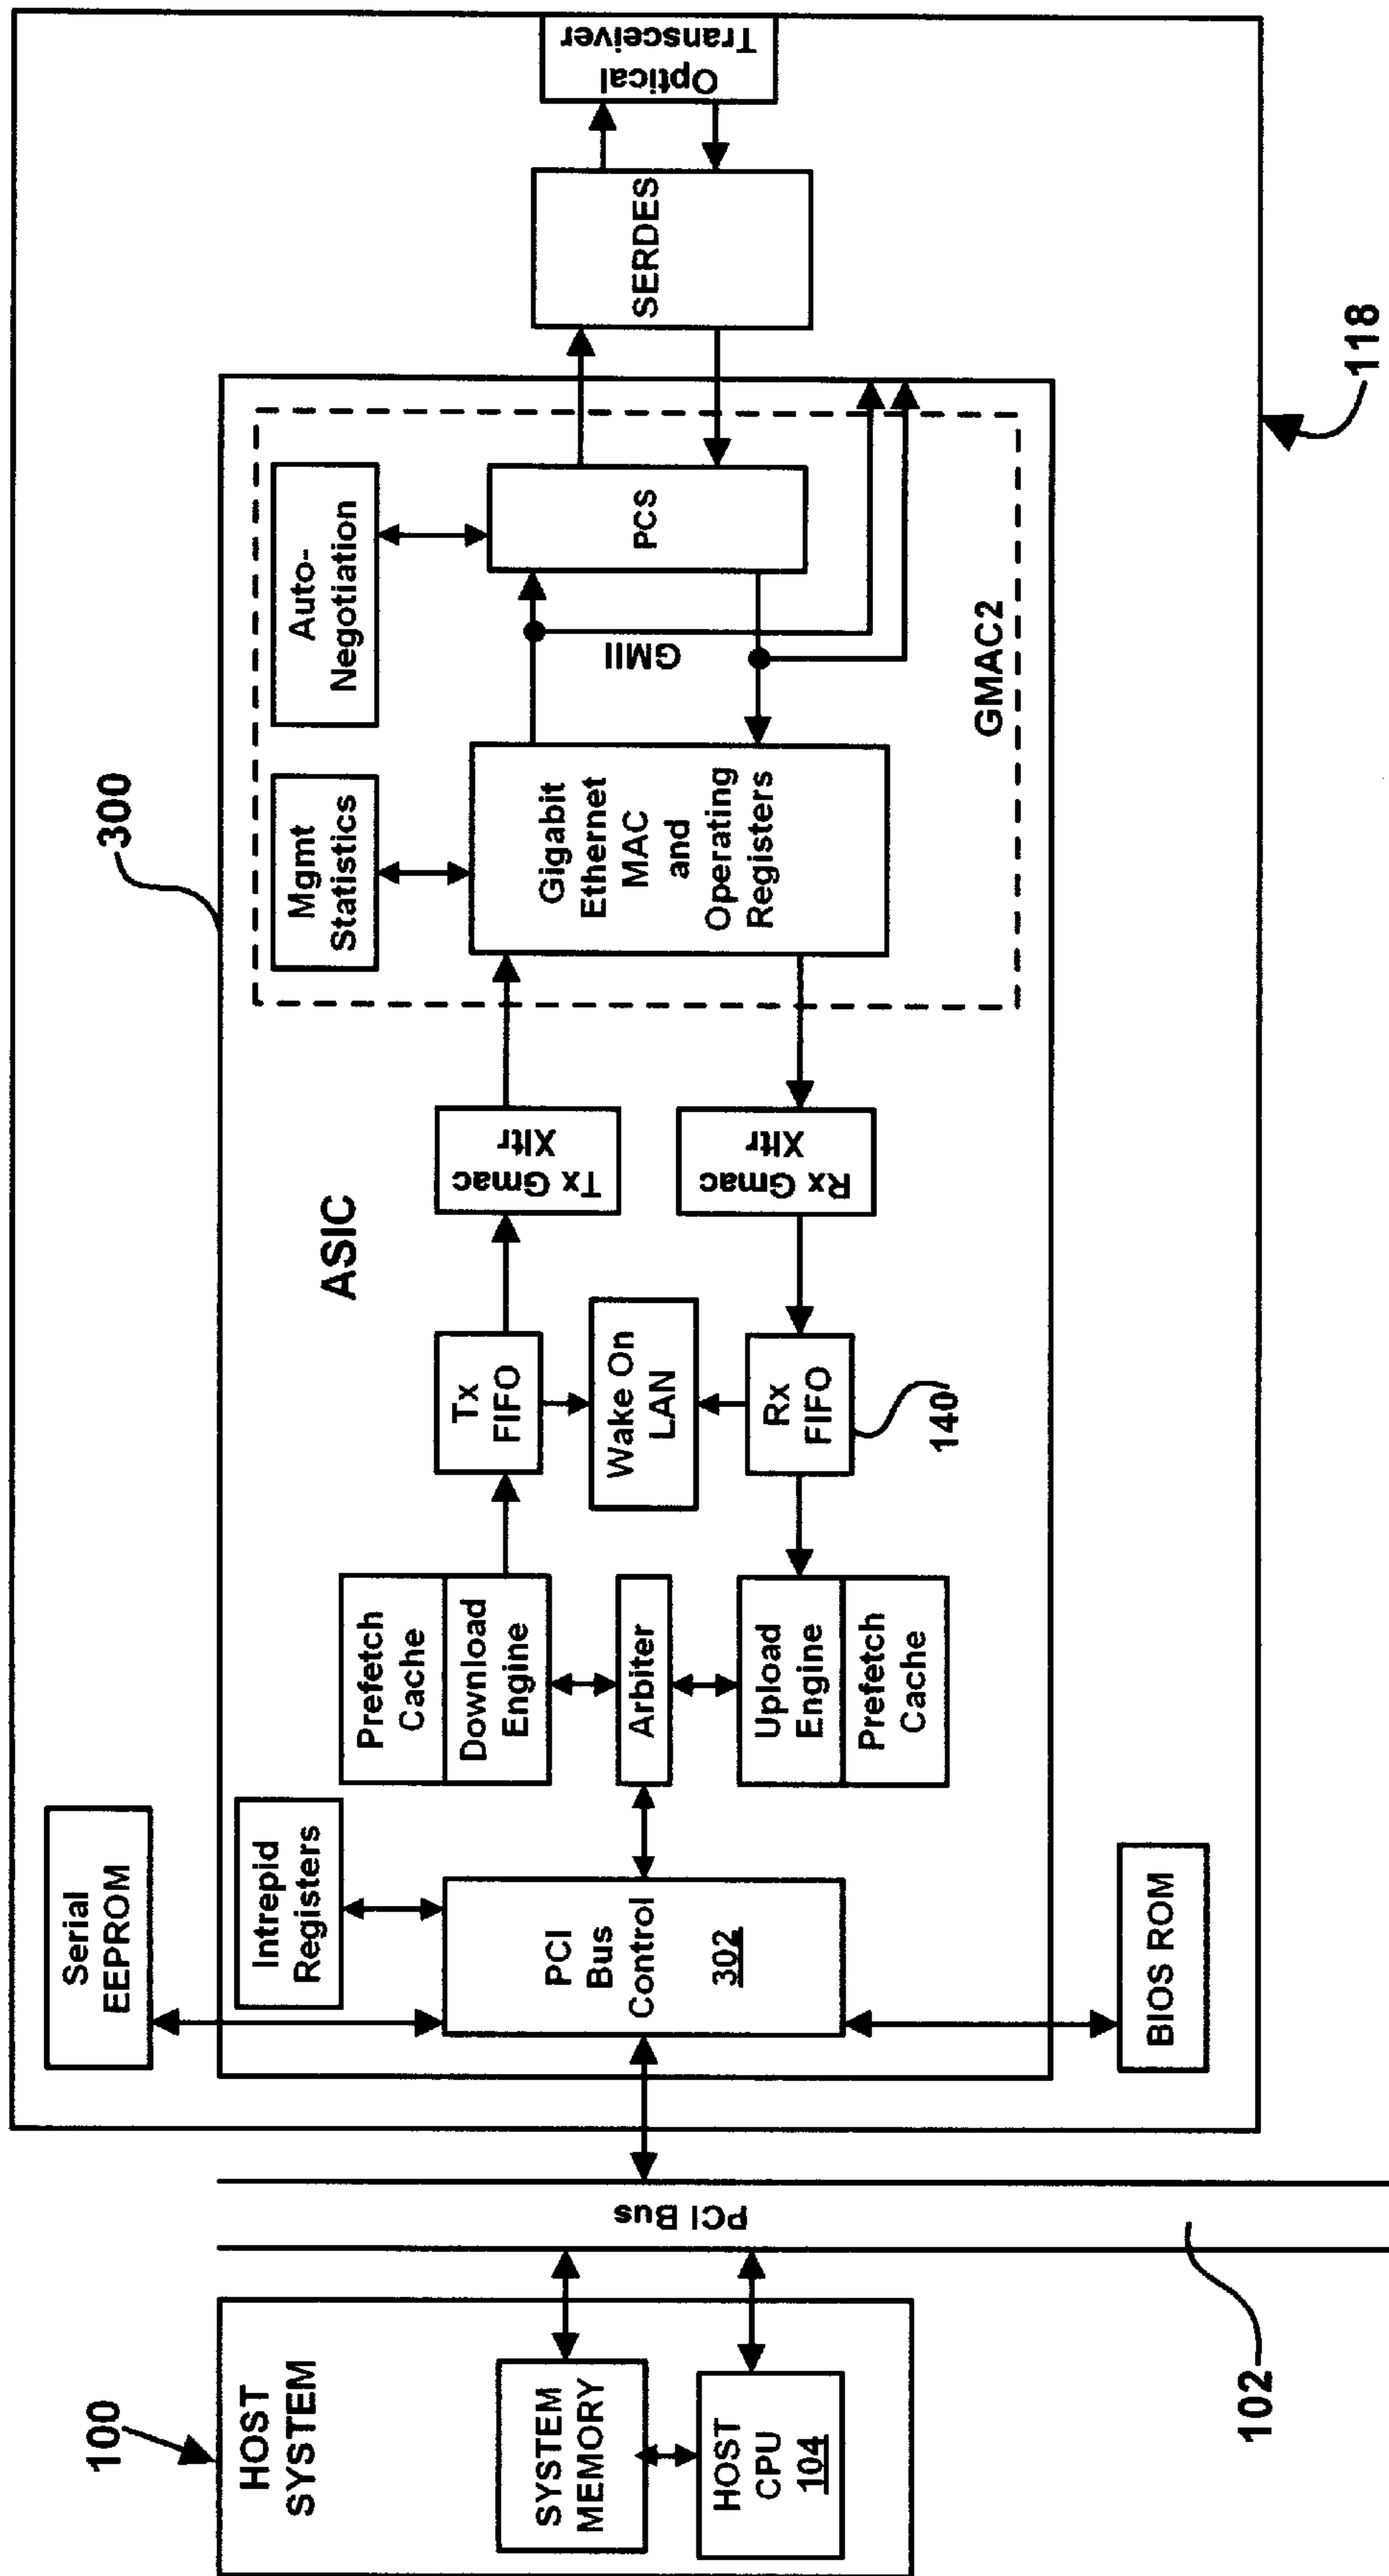 100
HOST
SYSTEM
SYSTEM
MEMORY
HOST
CPU
104
PCI Bus
102
Serial
EEPROM
BIOS ROM
300
ASIC
Intrepid
Registers
PCI
Bus
Control
302
Prefetch
Cache
Download
Engine
Arbiter
Upload
Engine
Prefetch
Cache
Tx
FIFO
Wake On
LAN
Rx
FIFO
140
Tx Gmac
Xltr
Rx Gmac
Xltr
Mgmt
Statistics
Gigabit
Ethernet
MAC
and
Operating
Registers
Auto-
Negotiation
GMII
PCS
GMAC2
SERDES
Optical
Transceiver
118